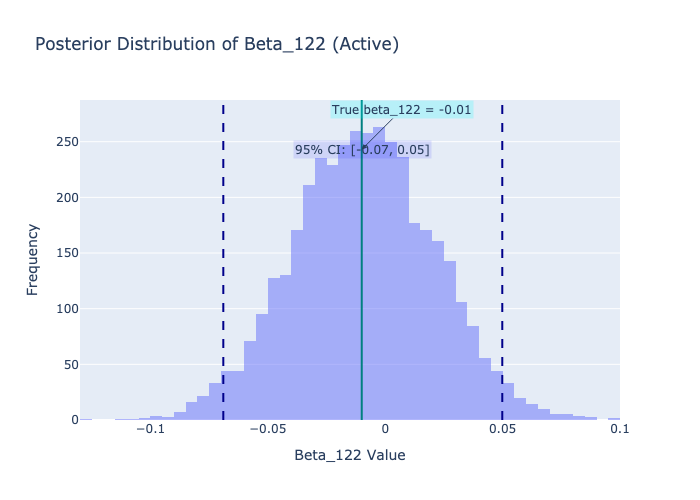 Posterior Distribution of Beta_122 (Active)
True beta_122 = -0.01
95% CI: [-0.07, 0.05]
250
200
150
100
50
0
Frequency
−0.1
−0.05
0
0.05
0.1
Beta_122 Value